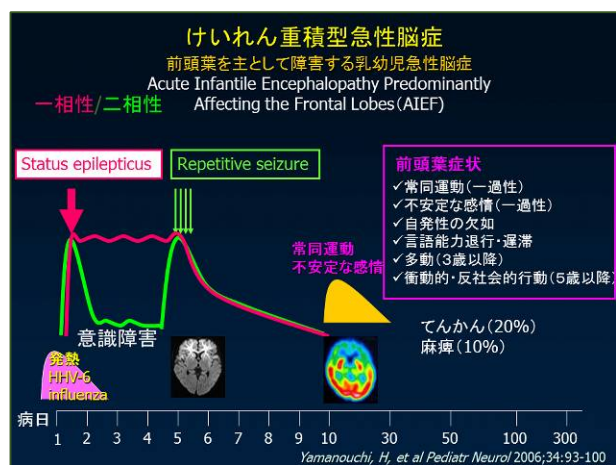 けいれん重積型急性脳症
前頭葉を主として障害する乳幼児急性脳症
Acute Infantile Encephalopathy Predominantly
Affecting the Frontal Lobes(AIEF)
一相性/二相性
Status epilepticus
Repetitive seizure
前頭葉症状
✓常同運動(一過性)
✓不安定な感情(一過性)
✓自発性の欠如
✓言語能力退行・遅滞
✓多動(3歳以降)
✓衝動的・反社会的行動(5歳以降)
常同運動
不安定な感情
意識障害
てんかん(20%)
麻痺(10%)
発熱
HHV-6
influenza
病日
1 2 3 4 5 6 7 8 9 10 30 50 100 300
Yamanouchi, H, et al Pediatr Neurol 2006;34:93-100